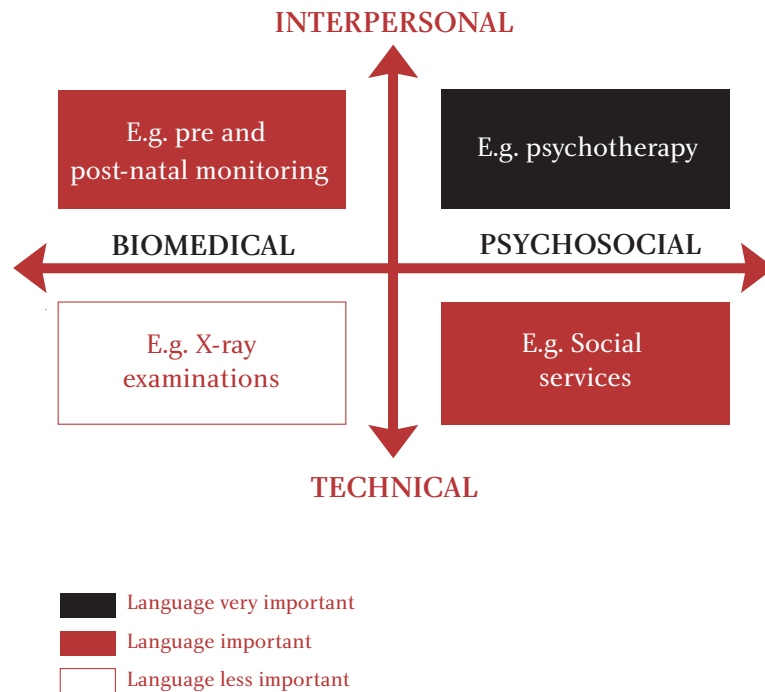 INTERPERSONAL
E.g. pre and
post-natal monitoring
E.g. psychotherapy
BIOMEDICAL
PSYCHOSOCIAL
E.g. X-ray
examinations
E.g. Social
services
TECHNICAL
Language very important
Language important
Language less important